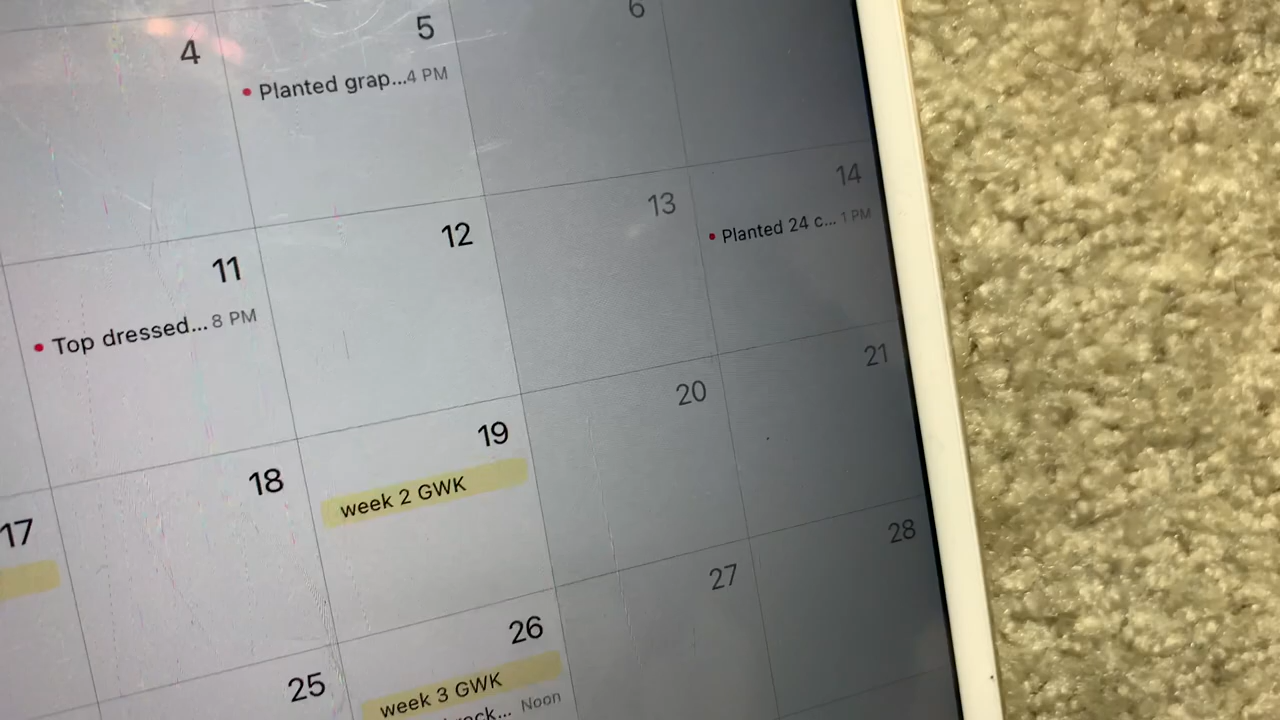 4
5
6
• Planted grap... 4 PM
11
12
13
14
• Top dressed... 8 PM
• Planted 24 c... 1 PM
17
18
19
20
21
week 2 GWK
25
26
27
28
week 3 GWK
Noon